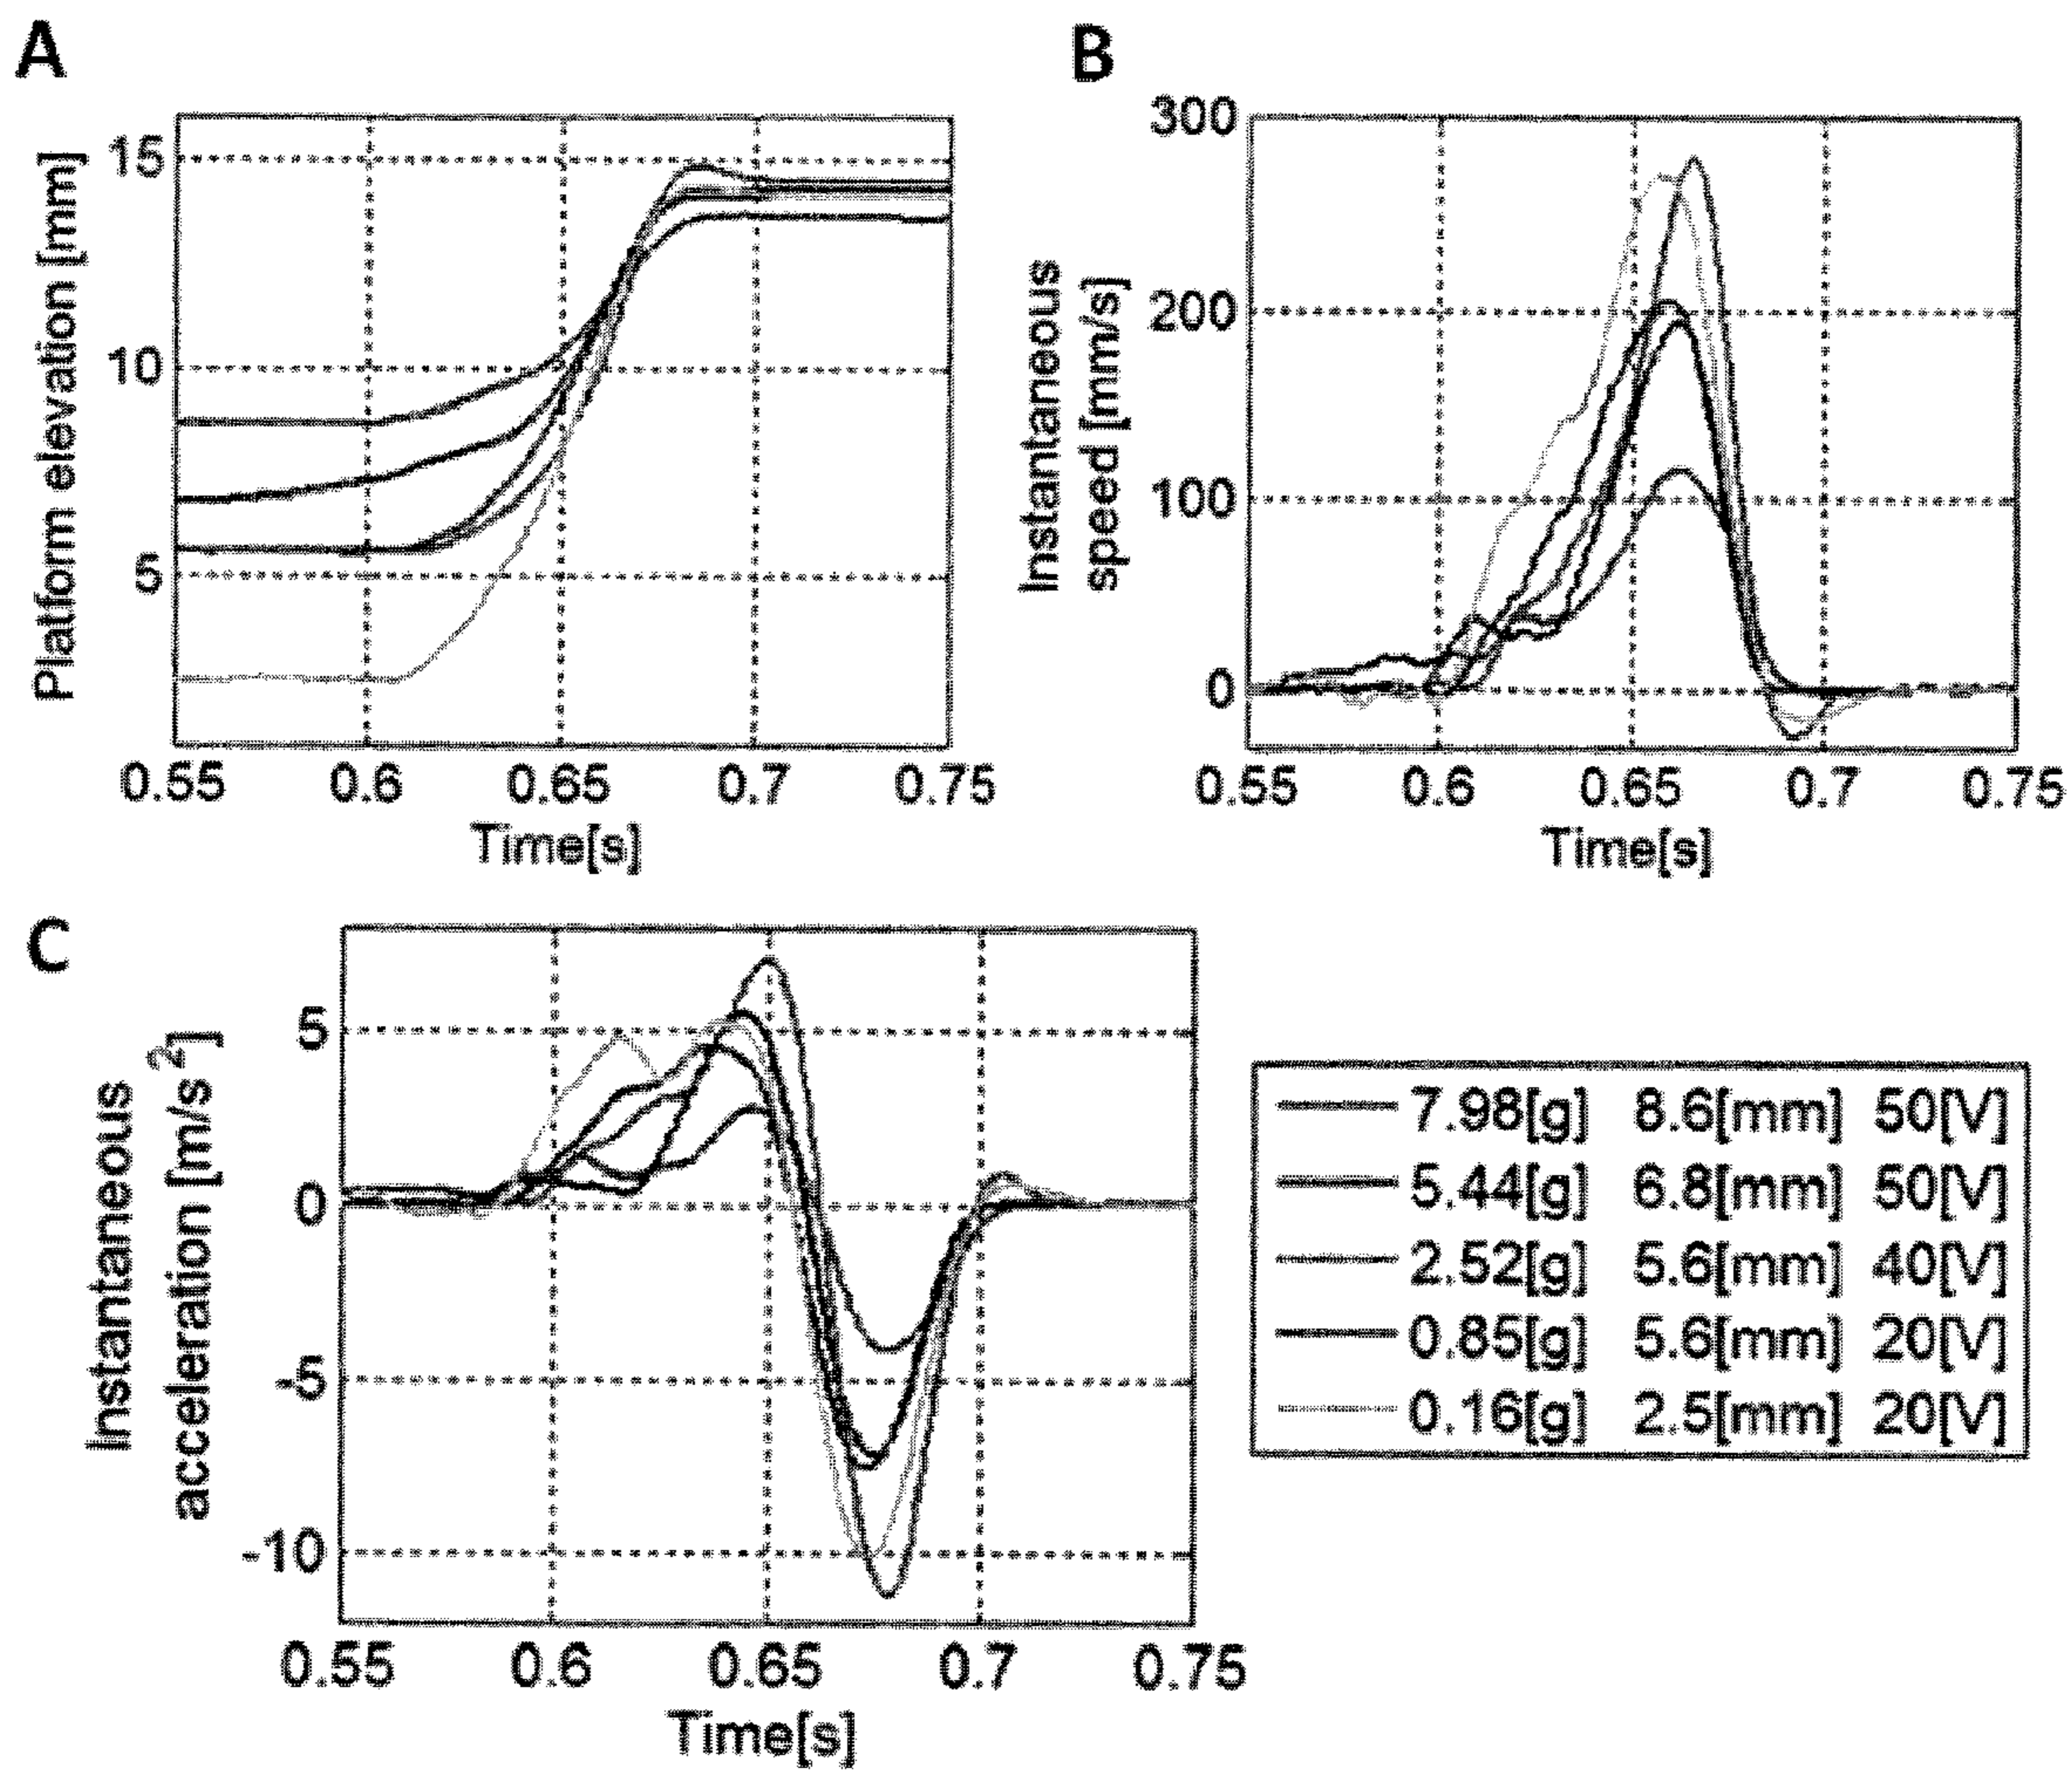 A
Platform elevation [mm]
15
10
5
0.55 0.6 0.65 0.7 0.75
Time[s]
B
Instantaneous
speed [mm/s]
300
200
100
0
0.55 0.6 0.65 0.7 0.75
Time[s]
C
Instantaneous
acceleration [m/s²]
5
0
-5
-10
0.55 0.6 0.65 0.7 0.75
Time[s]
7.98[g] 8.6[mm] 50[V]
5.44[g] 6.8[mm] 50[V]
2.52[g] 5.6[mm] 40[V]
0.85[g] 5.6[mm] 20[V]
0.16[g] 2.5[mm] 20[V]